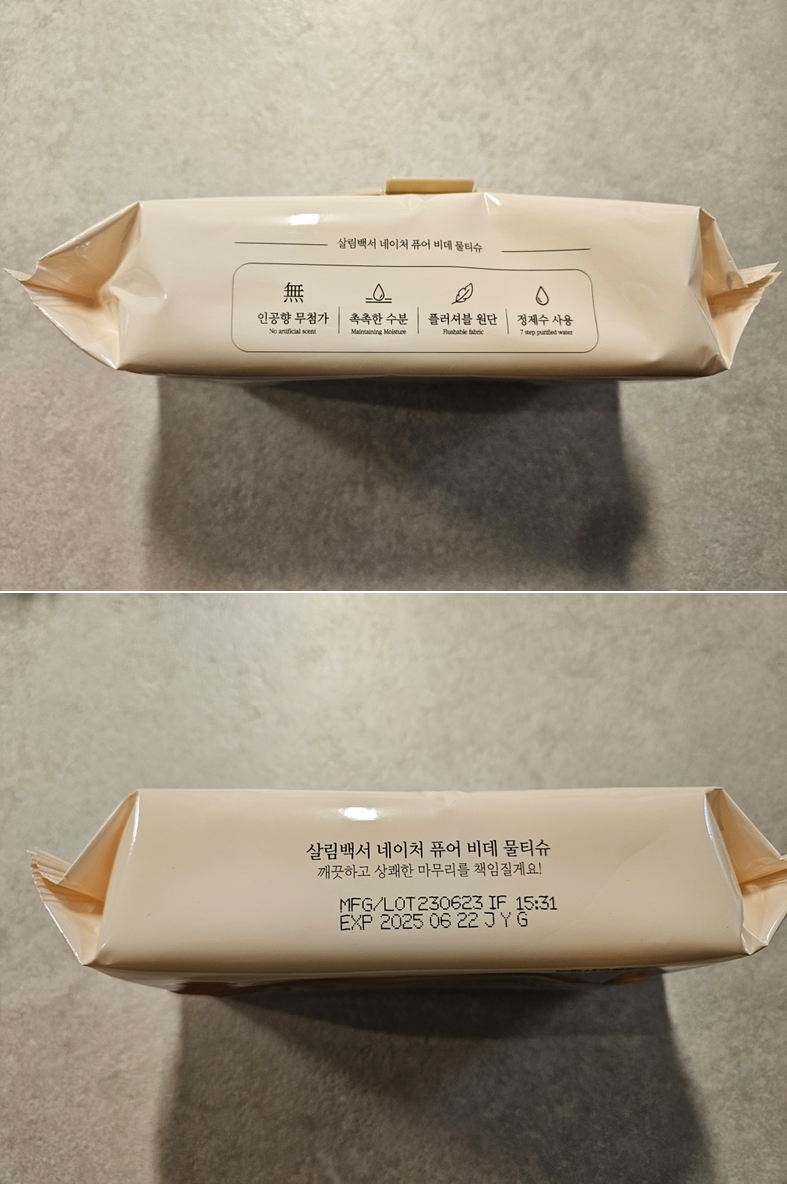 살림백서 네이처 퓨어 비데 물티슈
無
인공향 무첨가 촉촉한 수분 플러셔블 원단 정제수 사용
No artificial scent Maintaining Moisture Flushable fabric 7 step purified water
살림백서 네이처 퓨어 비데 물티슈
깨끗하고 상쾌한 마무리를 책임질게요!
MFG/LOT230623 IF 15:31
EXP 2025 06 22 J Y G